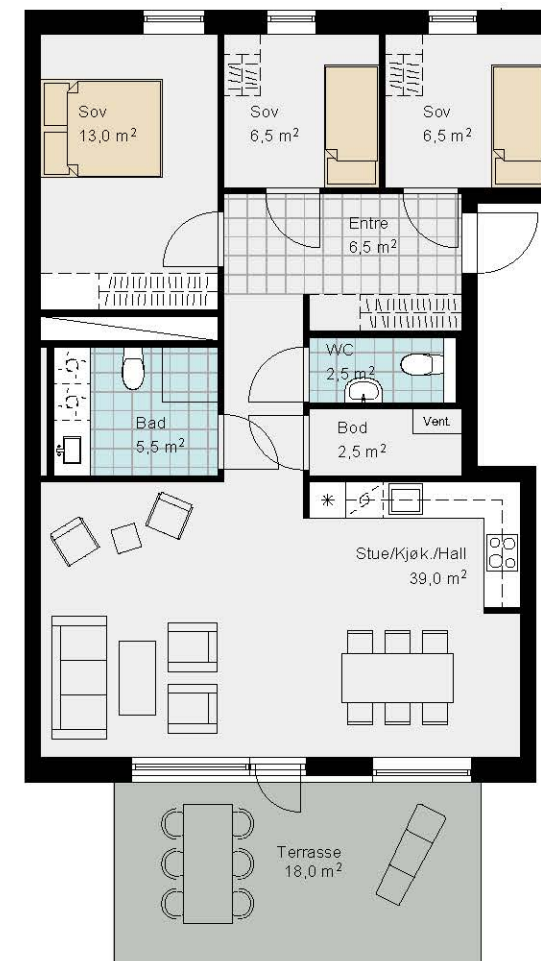 Sov
13,0 m²
Sov
6,5 m²
Sov
6,5 m²
Entre
6,5 m²
WC
2,5 m²
Bad
5,5 m²
Bod
2,5 m²
Vent.
Stue/Kjøk./Hall
39,0 m²
Terrasse
18,0 m²